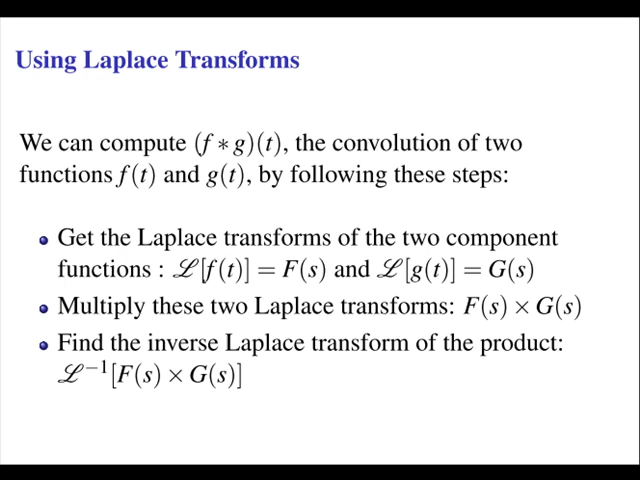 Using Laplace Transforms
We can compute (f ∗ g)(t), the convolution of two
functions f(t) and g(t), by following these steps:
Get the Laplace transforms of the two component
functions : ℒ[f(t)] = F(s) and ℒ[g(t)] = G(s)
Multiply these two Laplace transforms: F(s) × G(s)
Find the inverse Laplace transform of the product:
ℒ⁻¹[F(s) × G(s)]